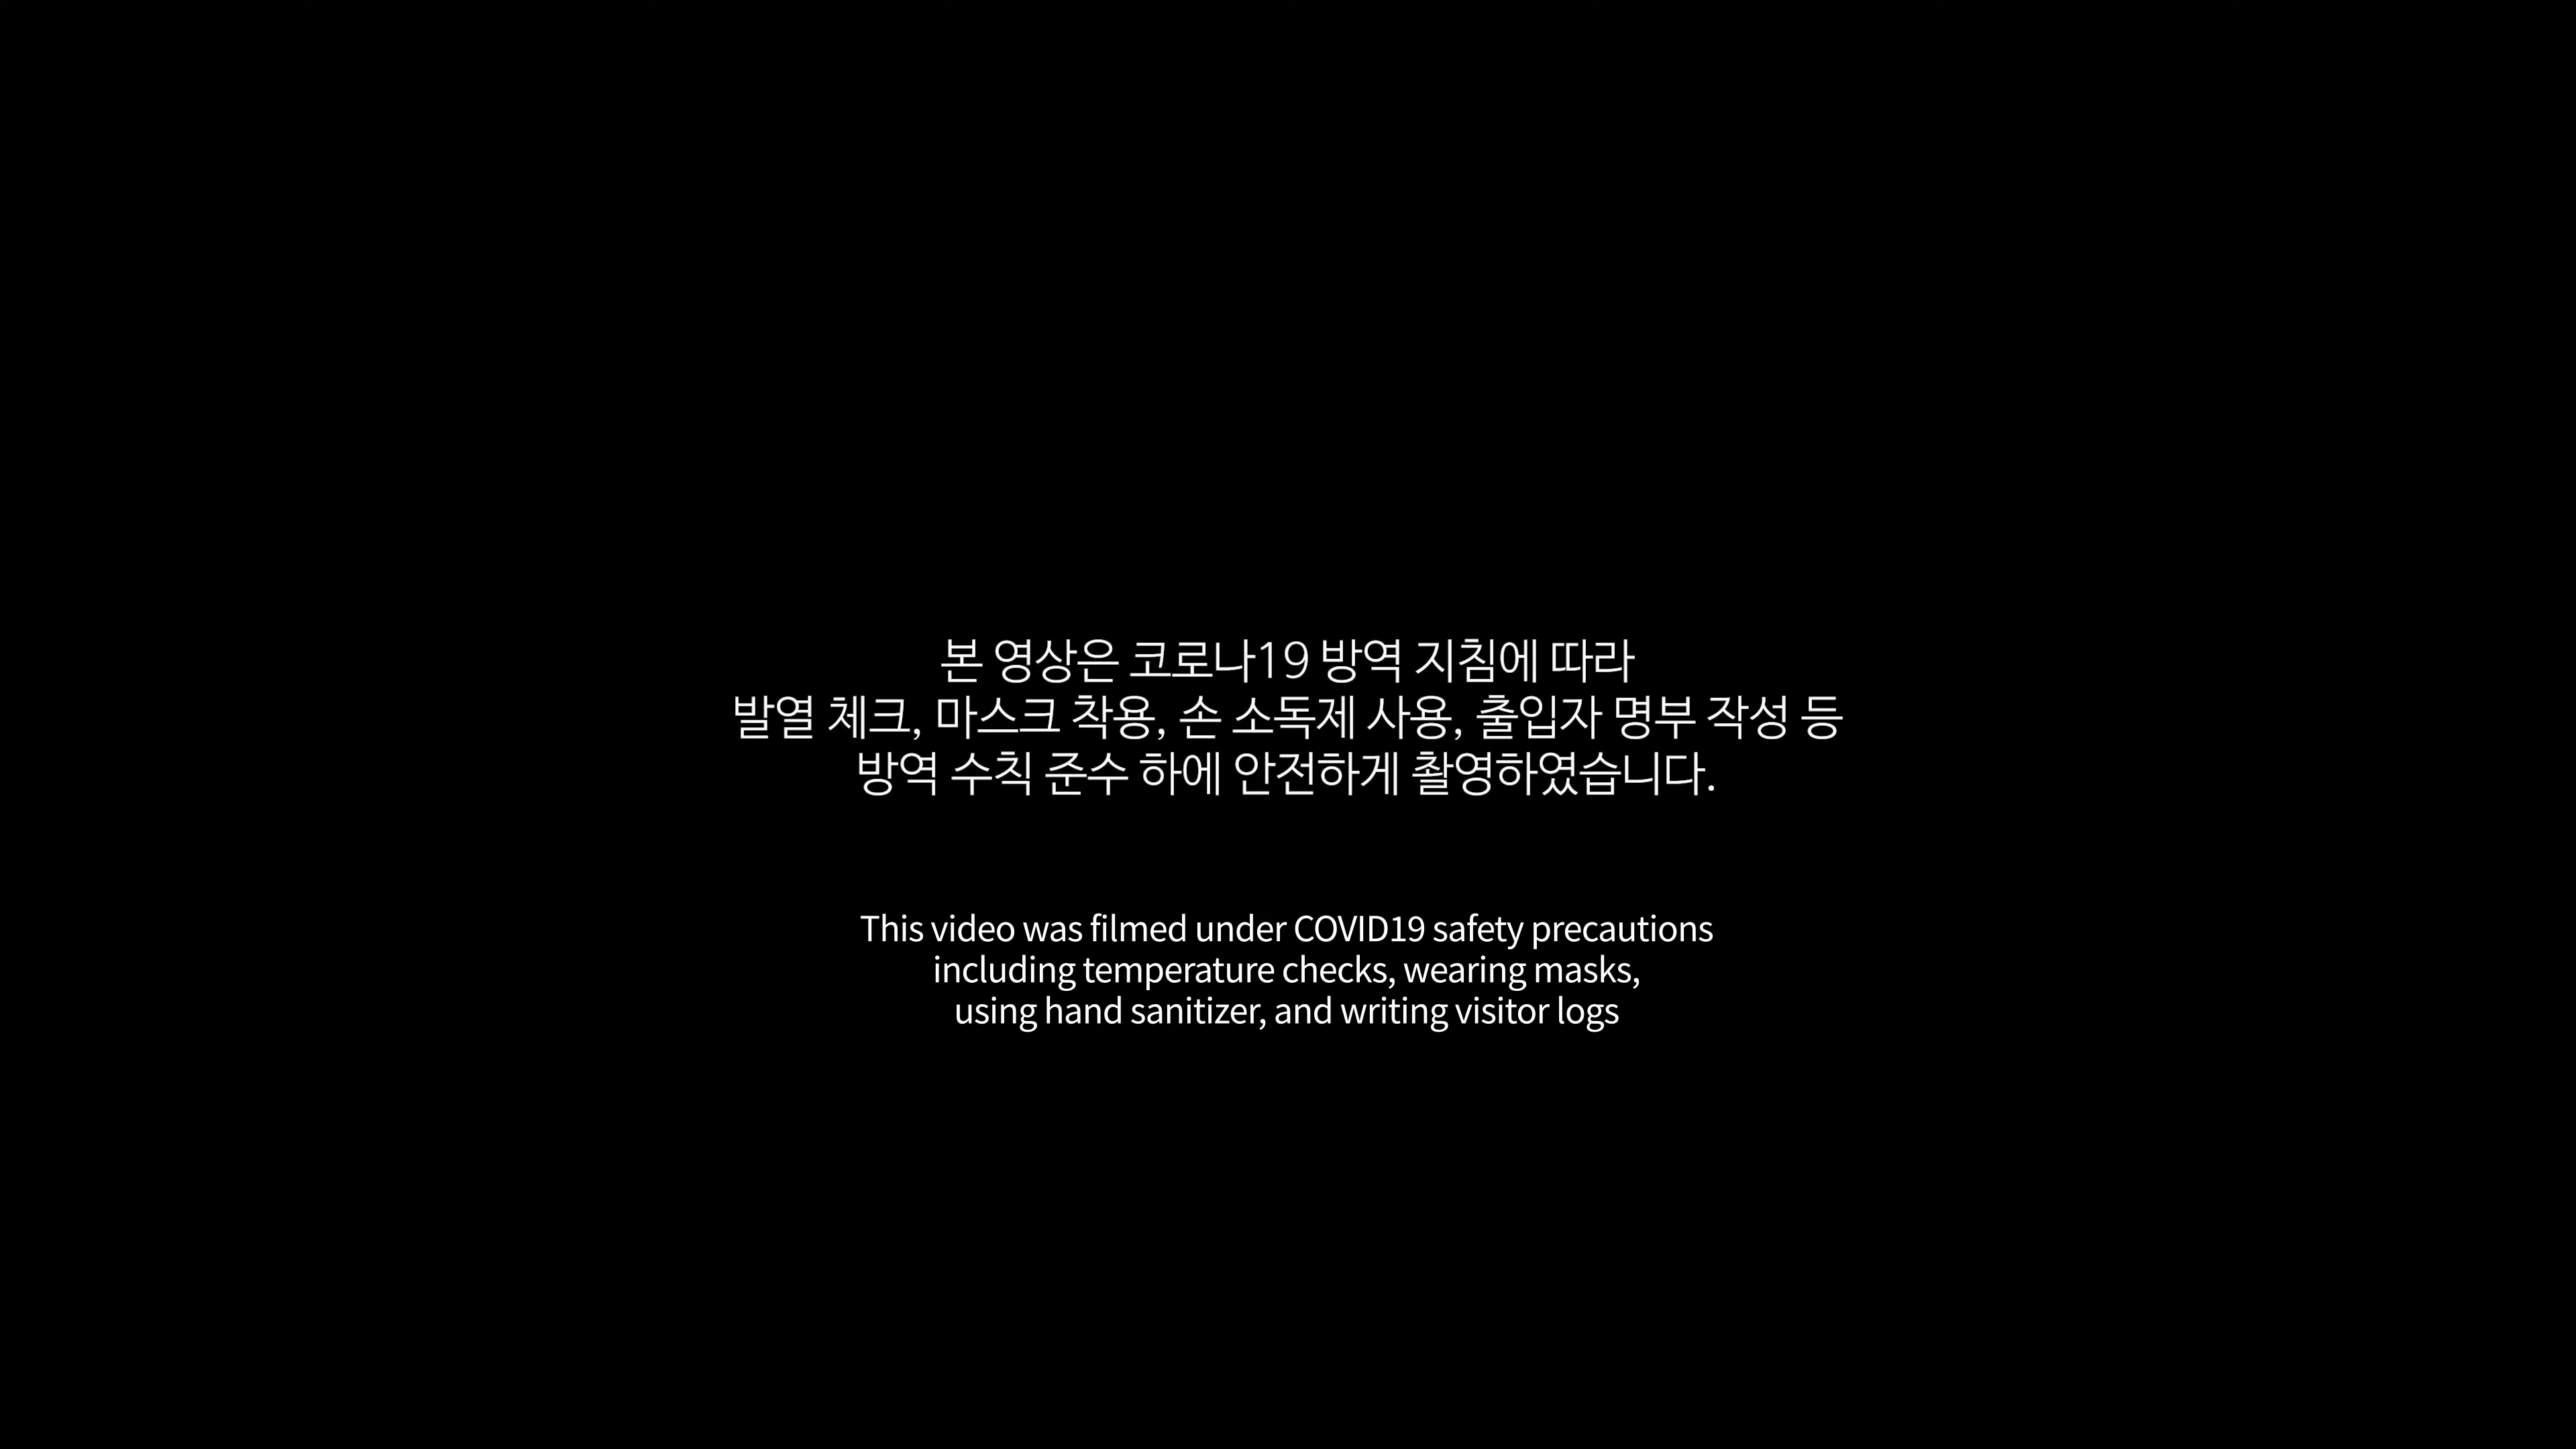 본 영상은 코로나19 방역 지침에 따라
발열 체크, 마스크 착용, 손 소독제 사용, 출입자 명부 작성 등
방역 수칙 준수 하에 안전하게 촬영하였습니다.
This video was filmed under COVID19 safety precautions
including temperature checks, wearing masks,
using hand sanitizer, and writing visitor logs